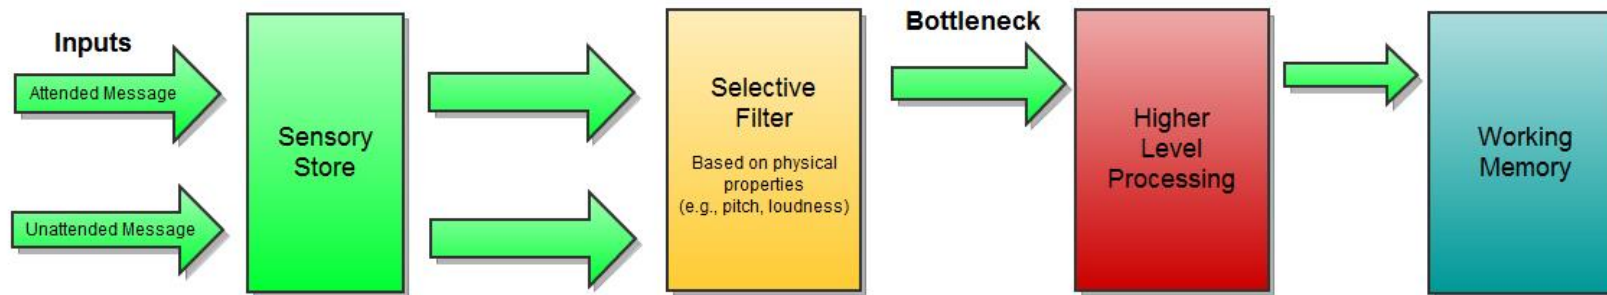 Inputs
Attended Message
Unattended Message
Sensory
Store
Selective
Filter
Based on physical
properties
(e.g., pitch, loudness)
Bottleneck
Higher
Level
Processing
Working
Memory